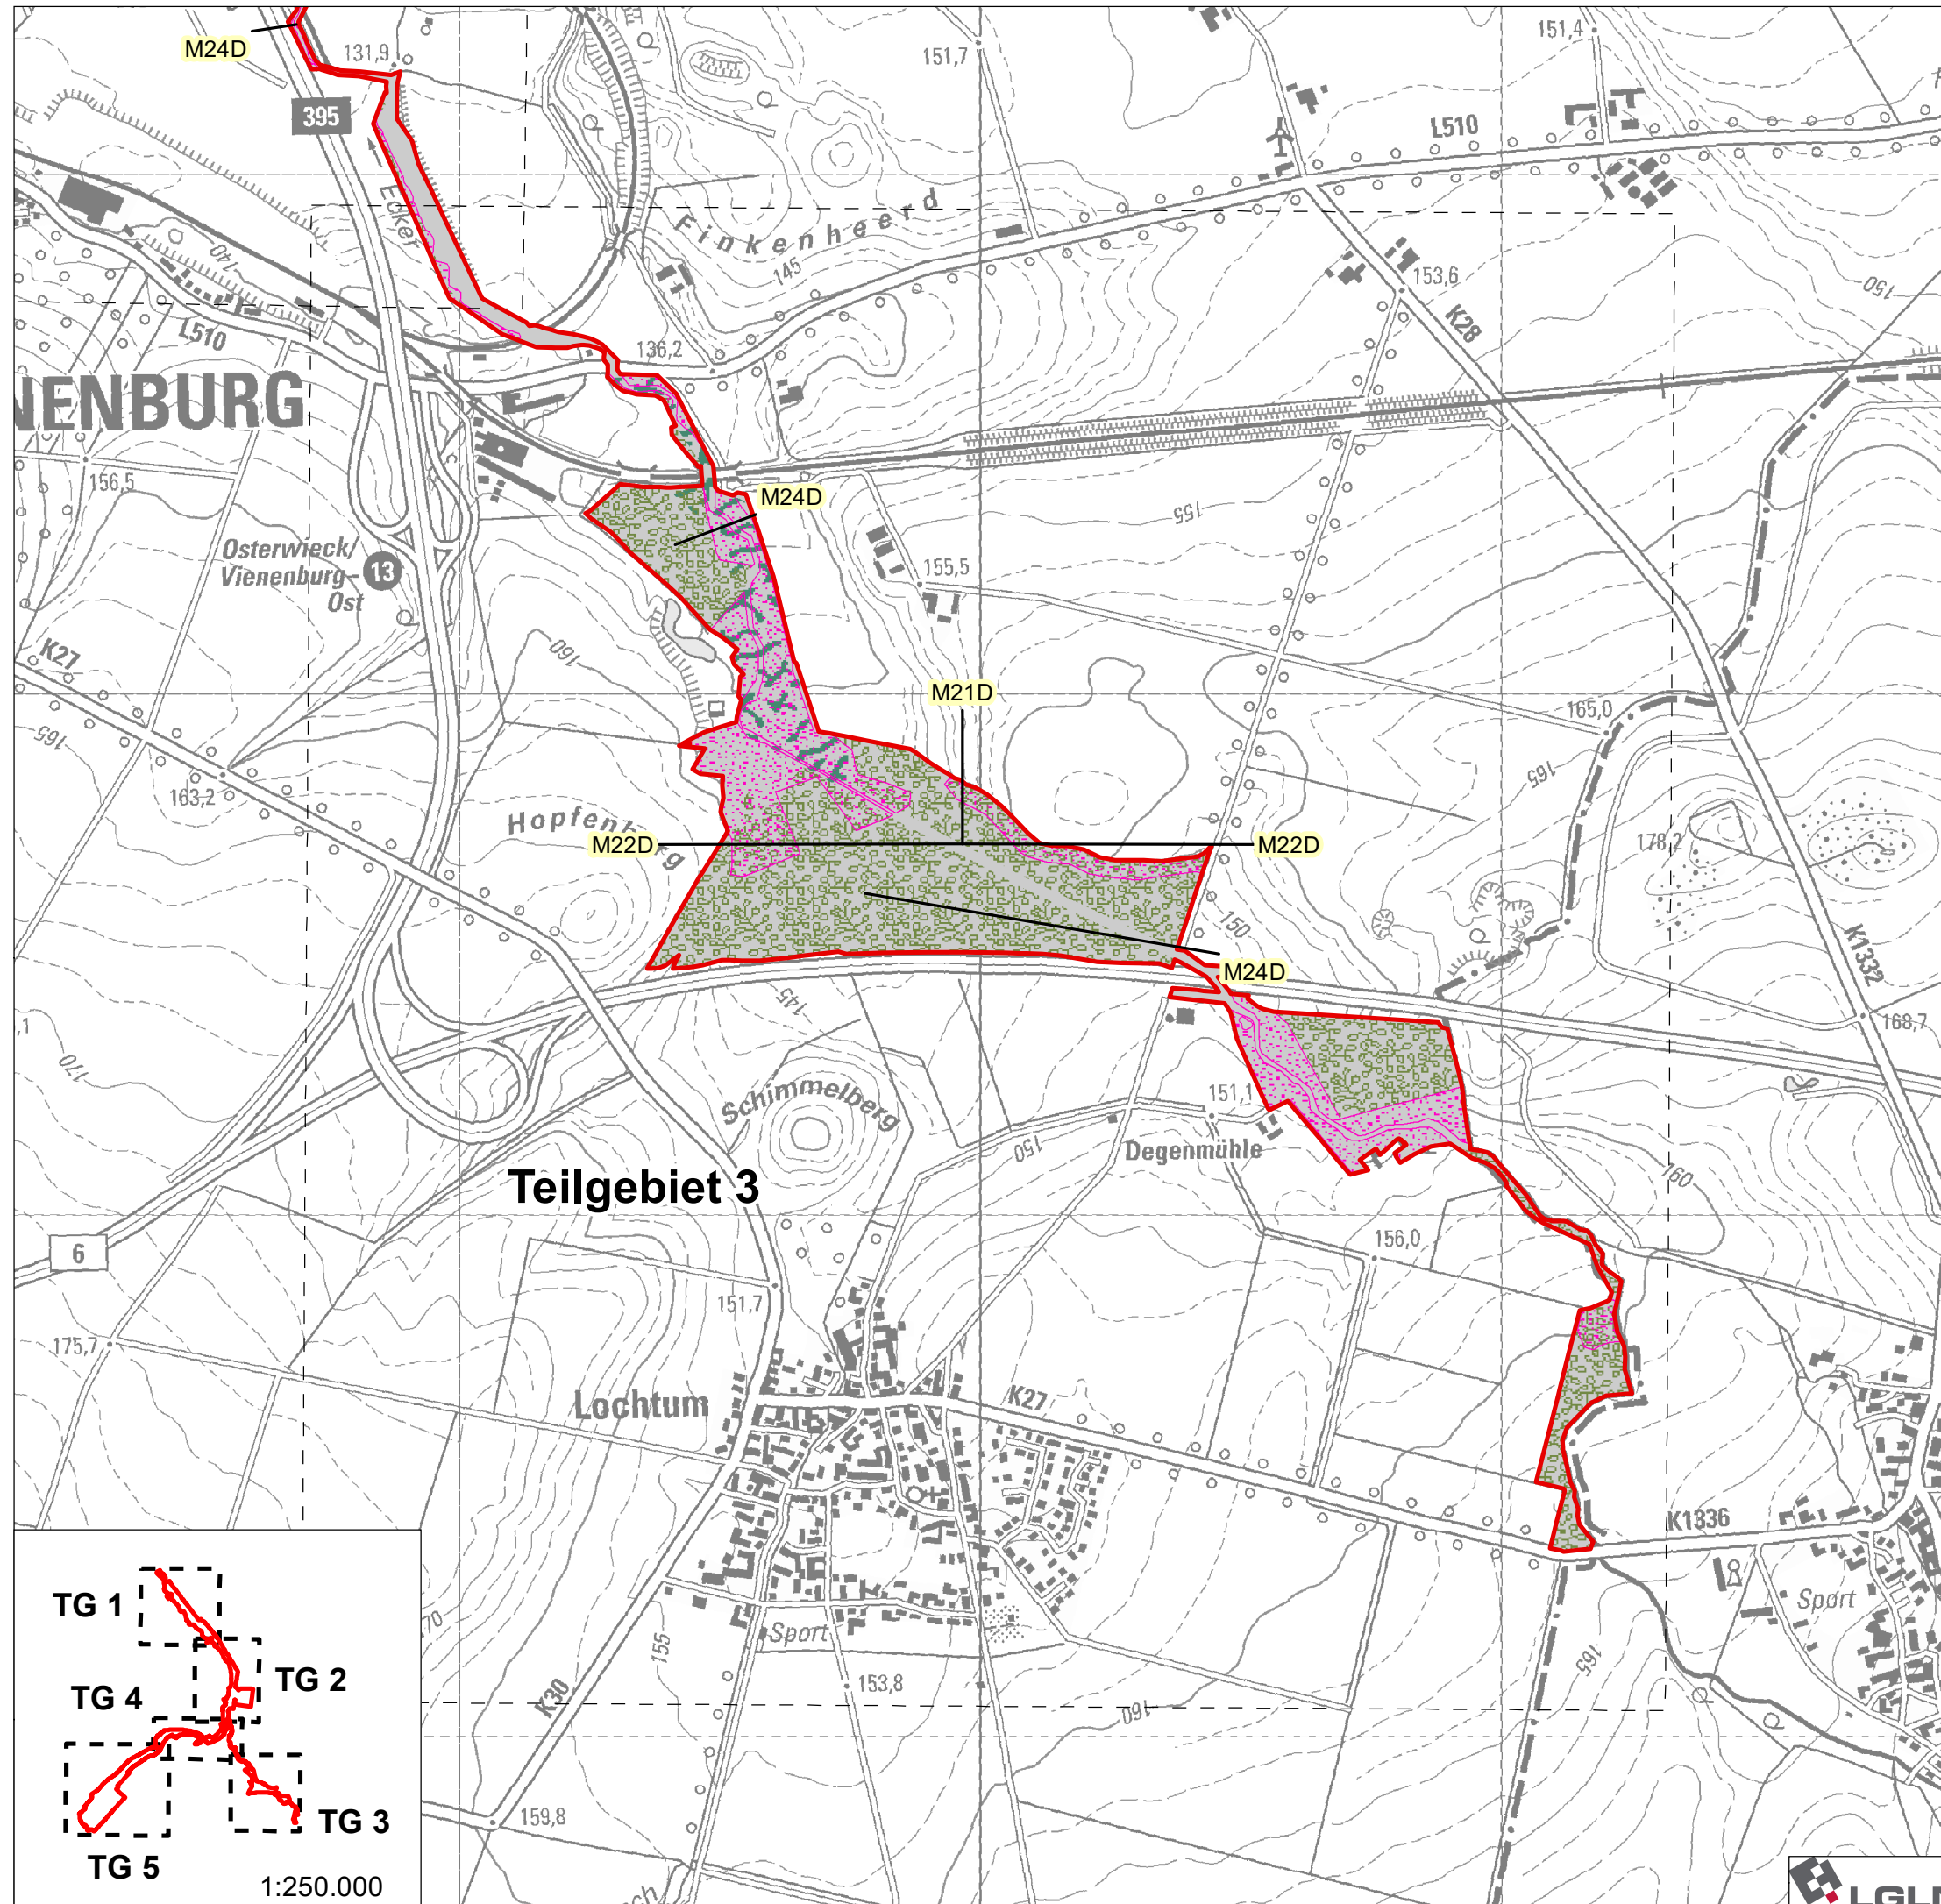 M24D
131,9
151,7
151,4
395
L510
Ecker
Finkenheerd
145
140
153,6
150
L510
K28
136,2
NENBURG
156,5
M24D
155
Osterwieck/
Vienenburg-
Ost
13
155,5
K27
160
M21D
165,0
165
165
163,2
Hopfenberg
178,2
M22D
M22D
150
K1332
M24D
145
168,7
,1
170
Schimmelberg
151,1
150
Degenmühle
160
Teilgebiet 3
6
156,0
151,7
175,7
Lochtum
K27
K1336
TG 1
Sport
Sport
70
155
165
TG 2
TG 4
153,8
K30
160
TG 3
159,8
TG 5
1:250.000